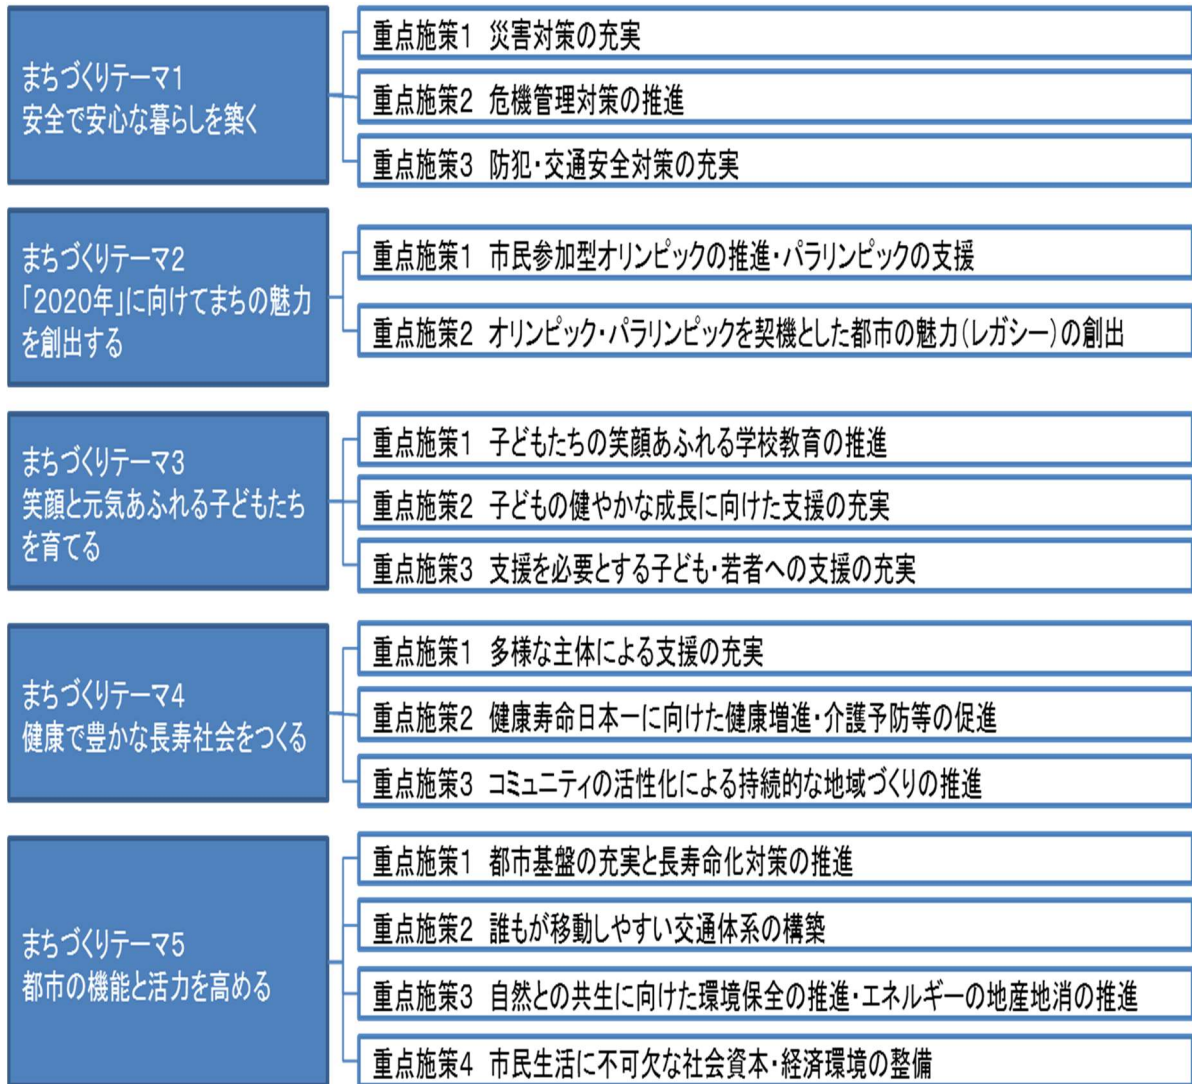 まちづくりテーマ1
安全で安心な暮らしを築く
重点施策1 災害対策の充実
重点施策2 危機管理対策の推進
重点施策3 防犯・交通安全対策の充実
まちづくりテーマ2
「2020年」に向けてまちの魅力
を創出する
重点施策1 市民参加型オリンピックの推進・パラリンピックの支援
重点施策2 オリンピック・パラリンピックを契機とした都市の魅力(レガシー)の創出
まちづくりテーマ3
笑顔と元気あふれる子どもたち
を育てる
重点施策1 子どもたちの笑顔あふれる学校教育の推進
重点施策2 子どもの健やかな成長に向けた支援の充実
重点施策3 支援を必要とする子ども・若者への支援の充実
まちづくりテーマ4
健康で豊かな長寿社会をつくる
重点施策1 多様な主体による支援の充実
重点施策2 健康寿命日本一に向けた健康増進・介護予防等の促進
重点施策3 コミュニティの活性化による持続的な地域づくりの推進
まちづくりテーマ5
都市の機能と活力を高める
重点施策1 都市基盤の充実と長寿命化対策の推進
重点施策2 誰もが移動しやすい交通体系の構築
重点施策3 自然との共生に向けた環境保全の推進・エネルギーの地産地消の推進
重点施策4 市民生活に不可欠な社会資本・経済環境の整備